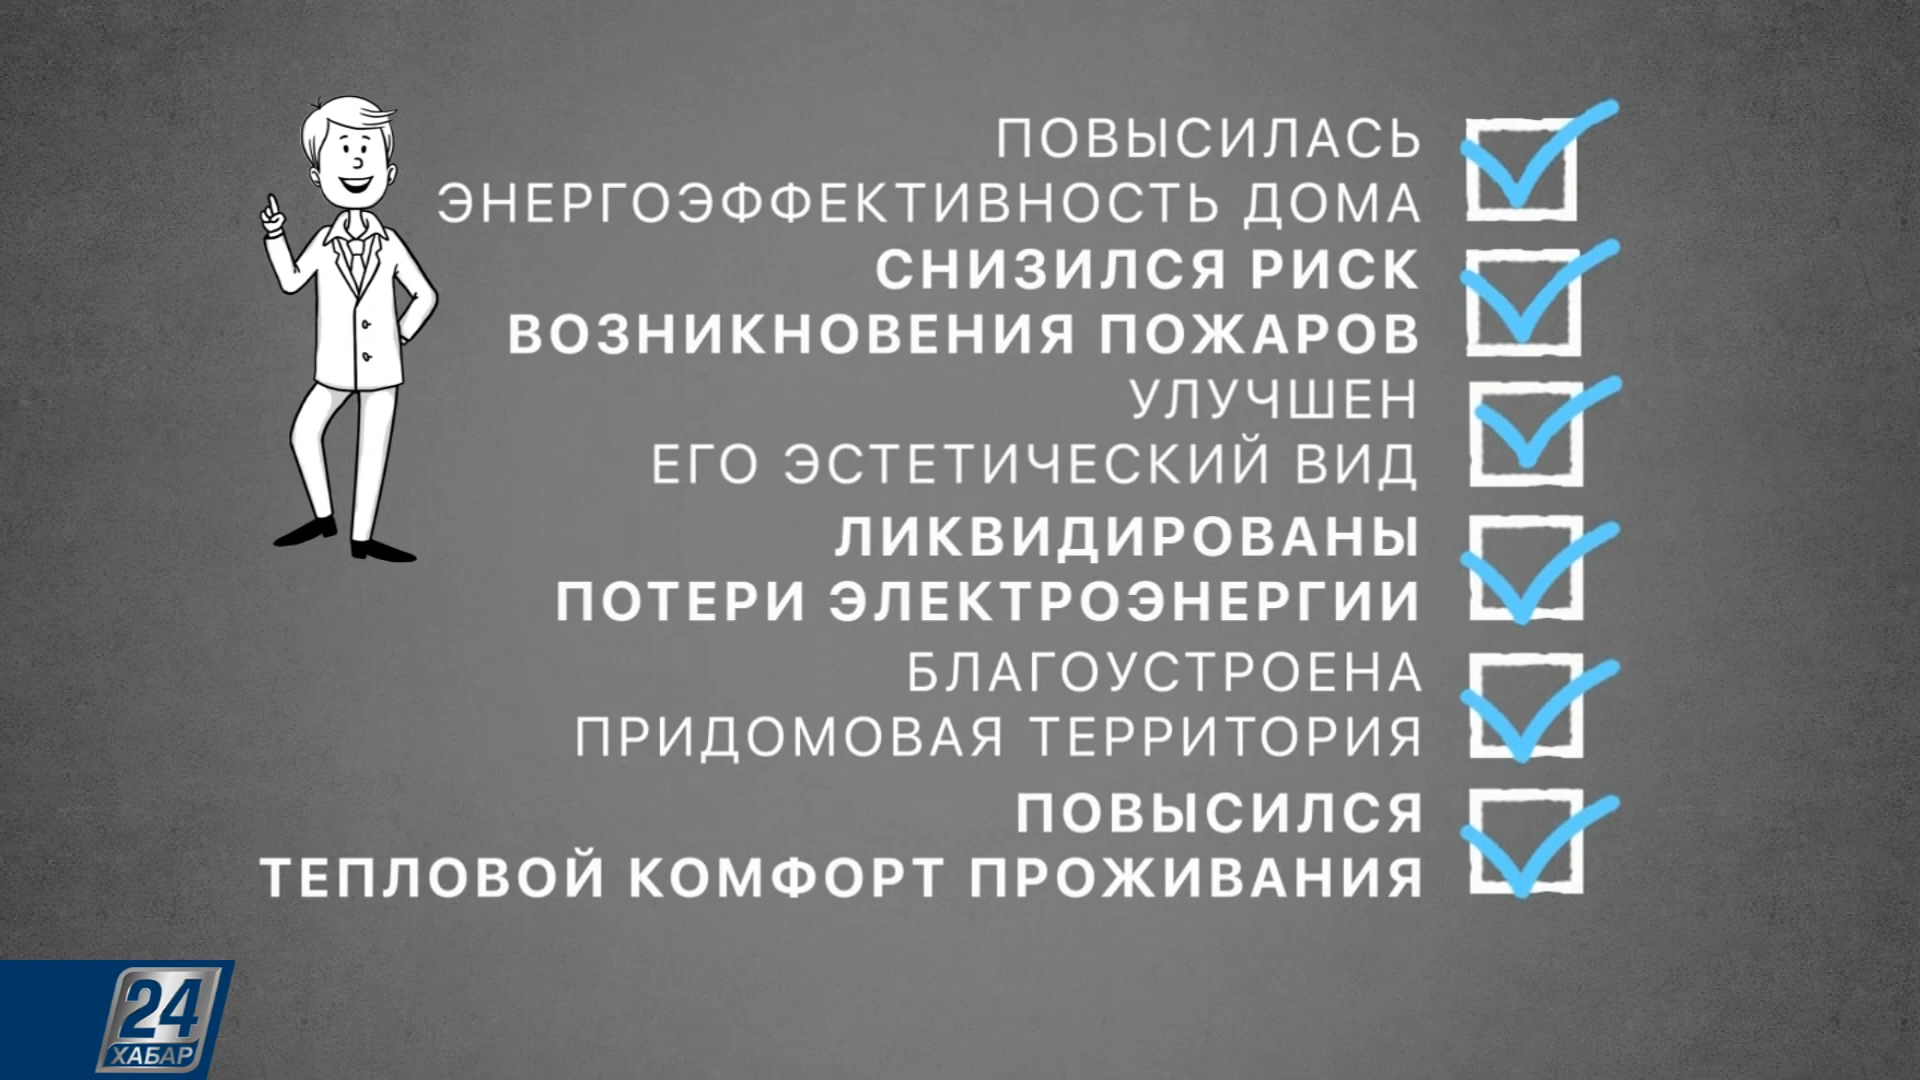 ПОВЫСИЛАСЬ
ЭНЕРГОЭФФЕКТИВНОСТЬ ДОМА
СНИЗИЛСЯ РИСК
ВОЗНИКНОВЕНИЯ ПОЖАРОВ
УЛУЧШЕН
ЕГО ЭСТЕТИЧЕСКИЙ ВИД
ЛИКВИДИРОВАНЫ
ПОТЕРИ ЭЛЕКТРОЭНЕРГИИ
БЛАГОУСТРОЕНА
ПРИДОМОВАЯ ТЕРРИТОРИЯ
ПОВЫСИЛСЯ
ТЕПЛОВОЙ КОМФОРТ ПРОЖИВАНИЯ
24
ХАБАР